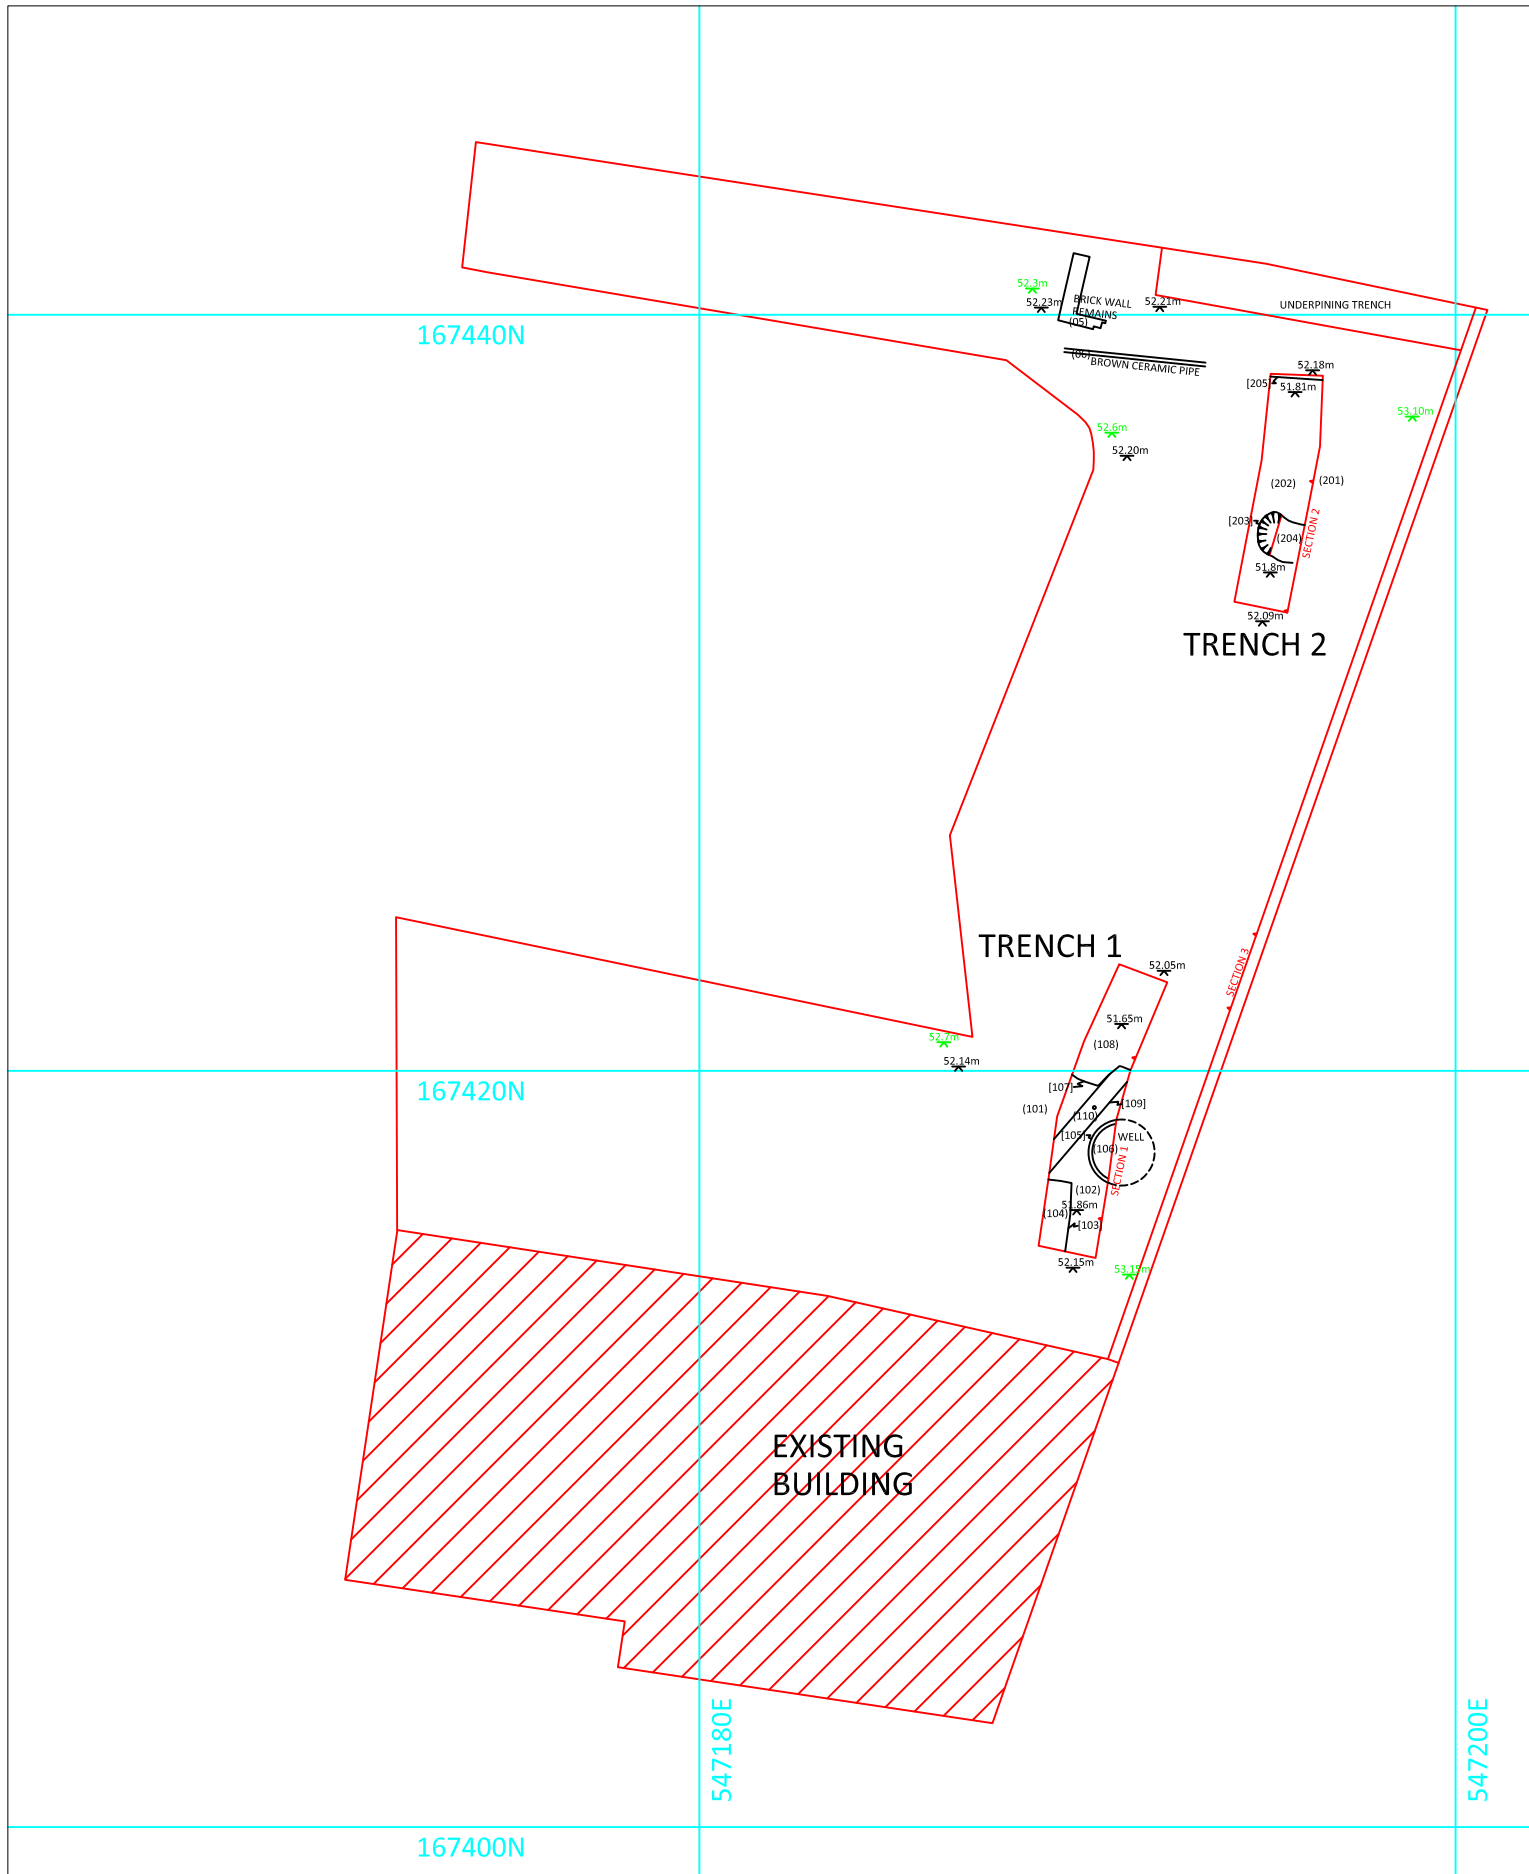 52.3m
52.23m
BRICK WALL
REMAINS
(05)
52.21m
UNDERPINING TRENCH
167440N
(06)
BROWN CERAMIC PIPE
52.18m
[205]
51.81m
53.10m
52.6m
52.20m
(202)
(201)
[203]
(204)
SECTION 2
51.8m
52.09m
TRENCH 2
TRENCH 1
52.05m
SECTION 3
51.65m
(108)
52.7m
52.14m
167420N
[107]
(101)
(110)
[109]
[105]
WELL
(106)
SECTION 1
(102)
51.86m
(104)
[103]
52.15m
53.15m
EXISTING
BUILDING
547180E
547200E
167400N